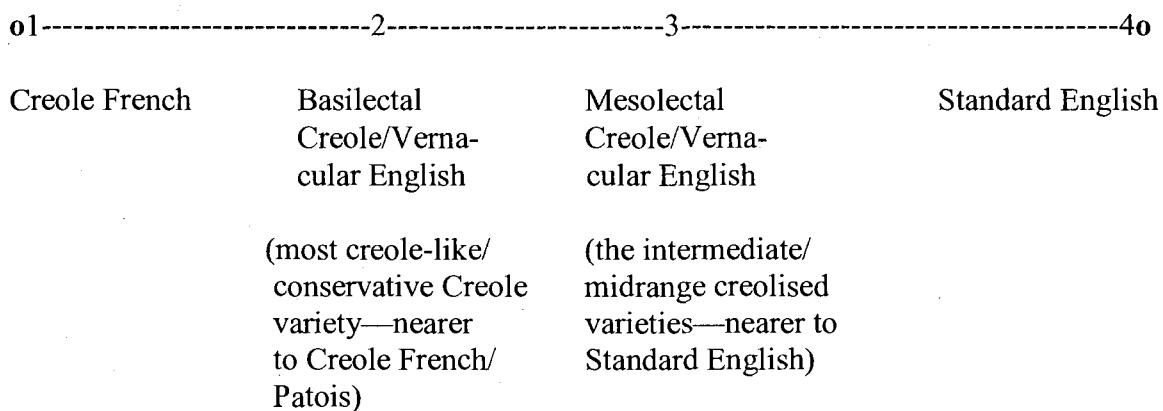 o1----------------------------2------------------------3--------------------------------------4o
Creole French Basilectal Mesolectal Standard English
Creole/Verna- Creole/Verna-
cular English cular English
(most creole-like/ (the intermediate/
conservative Creole midrange creolised
variety—nearer varieties—nearer to
to Creole French/ Standard English)
Patois)